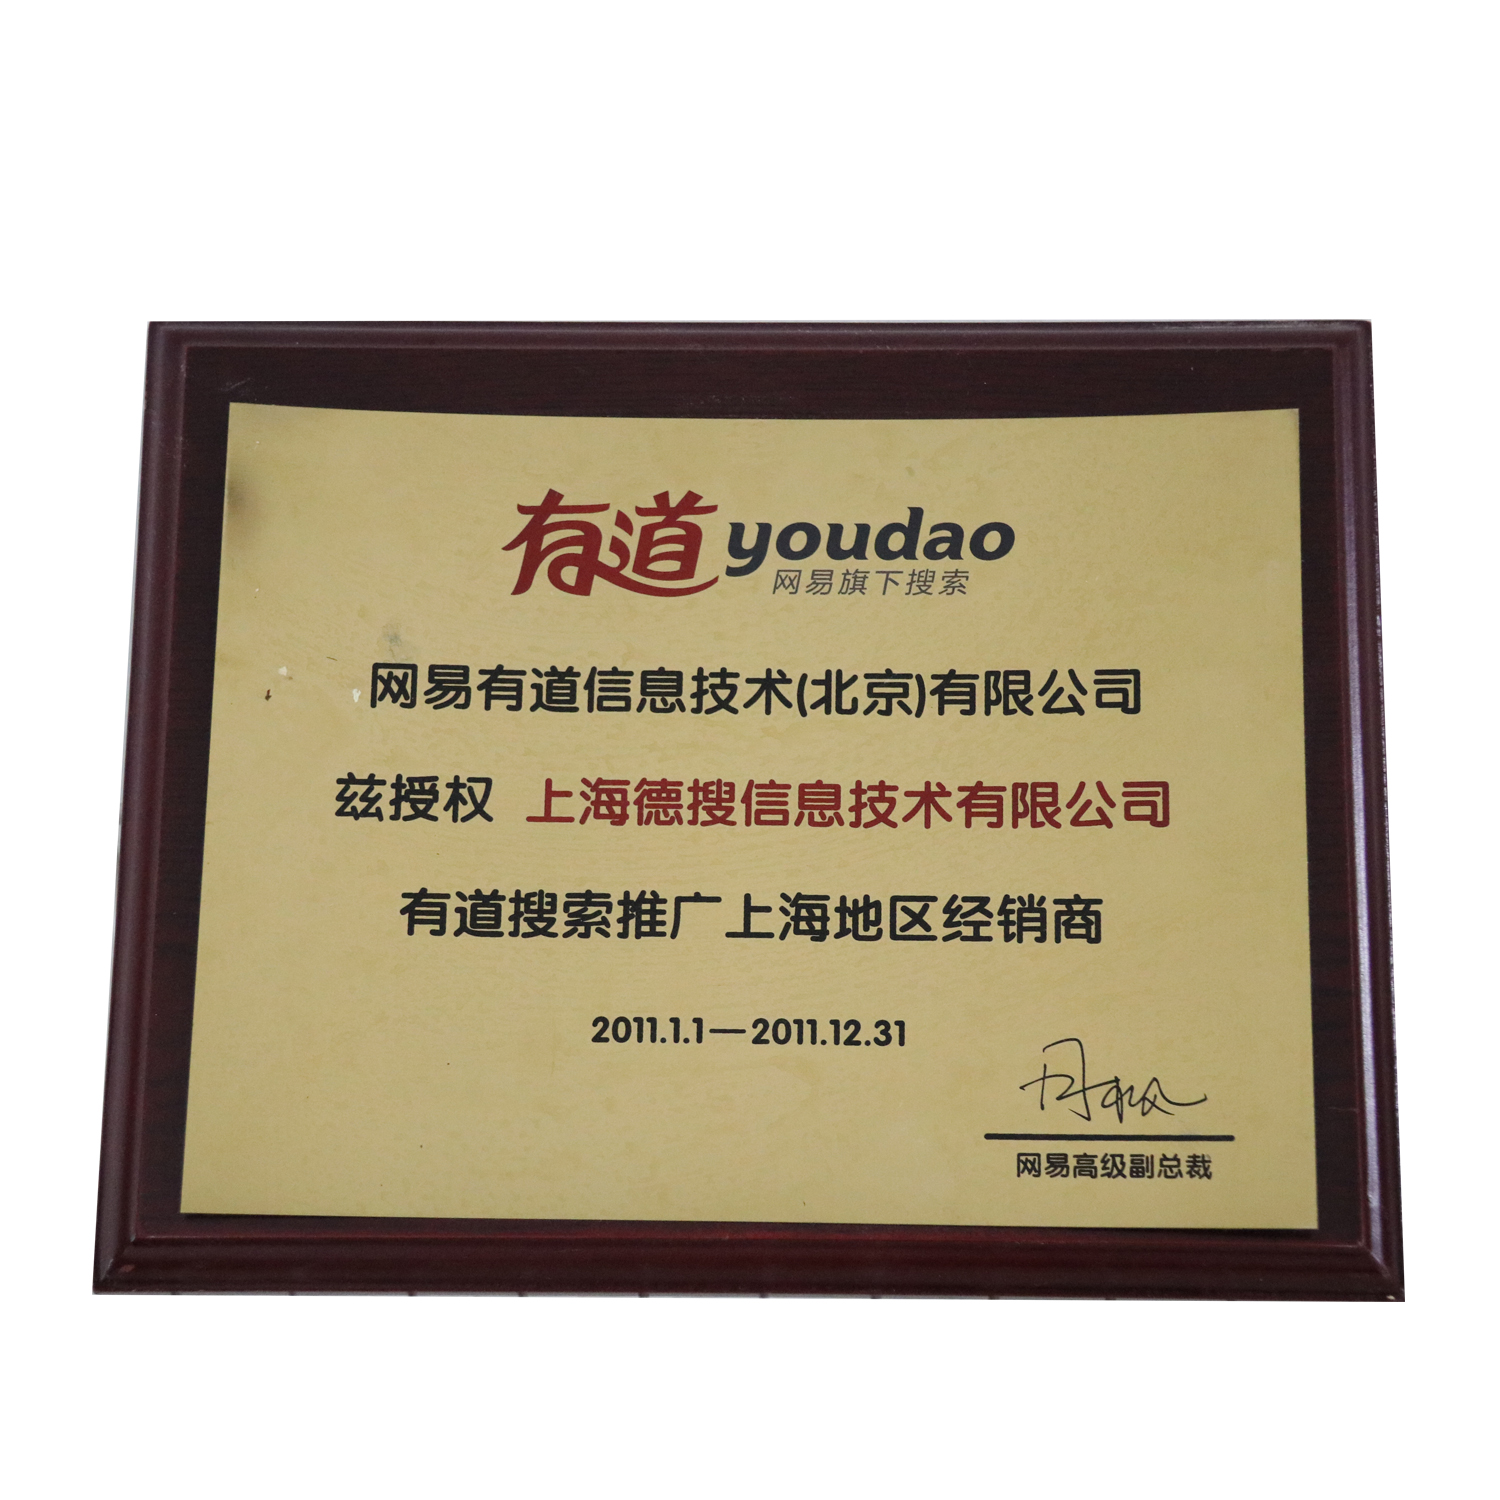 有道 youdao
网易旗下搜索
网易有道信息技术(北京)有限公司
兹授权 上海德搜信息技术有限公司
有道搜索推广上海地区经销商
2011.1.1—2011.12.31
网易高级副总裁